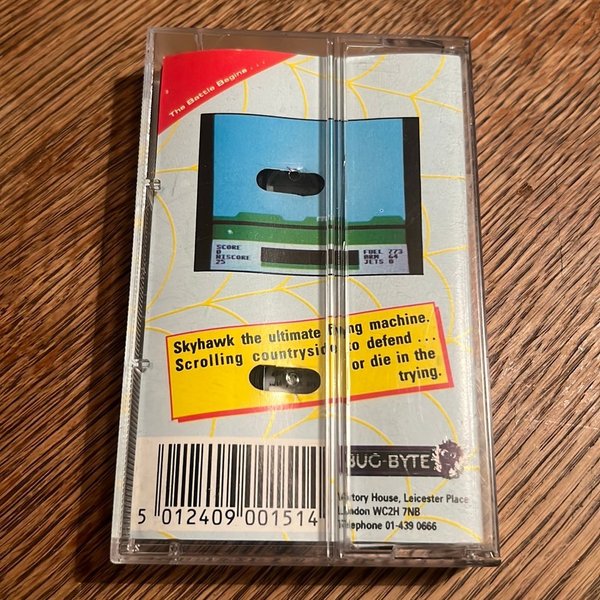 The Battle Begins...
SCORE
0
HISCORE
25
FUEL 773
ARM 64
JETS 0
Skyhawk the ultimate flying machine.
Scrolling countryside to defend ...
or die in the
trying.
BUG-BYTE
5 012409 001514
Victory House, Leicester Place
London WC2H 7NB
Telephone 01-439 0666